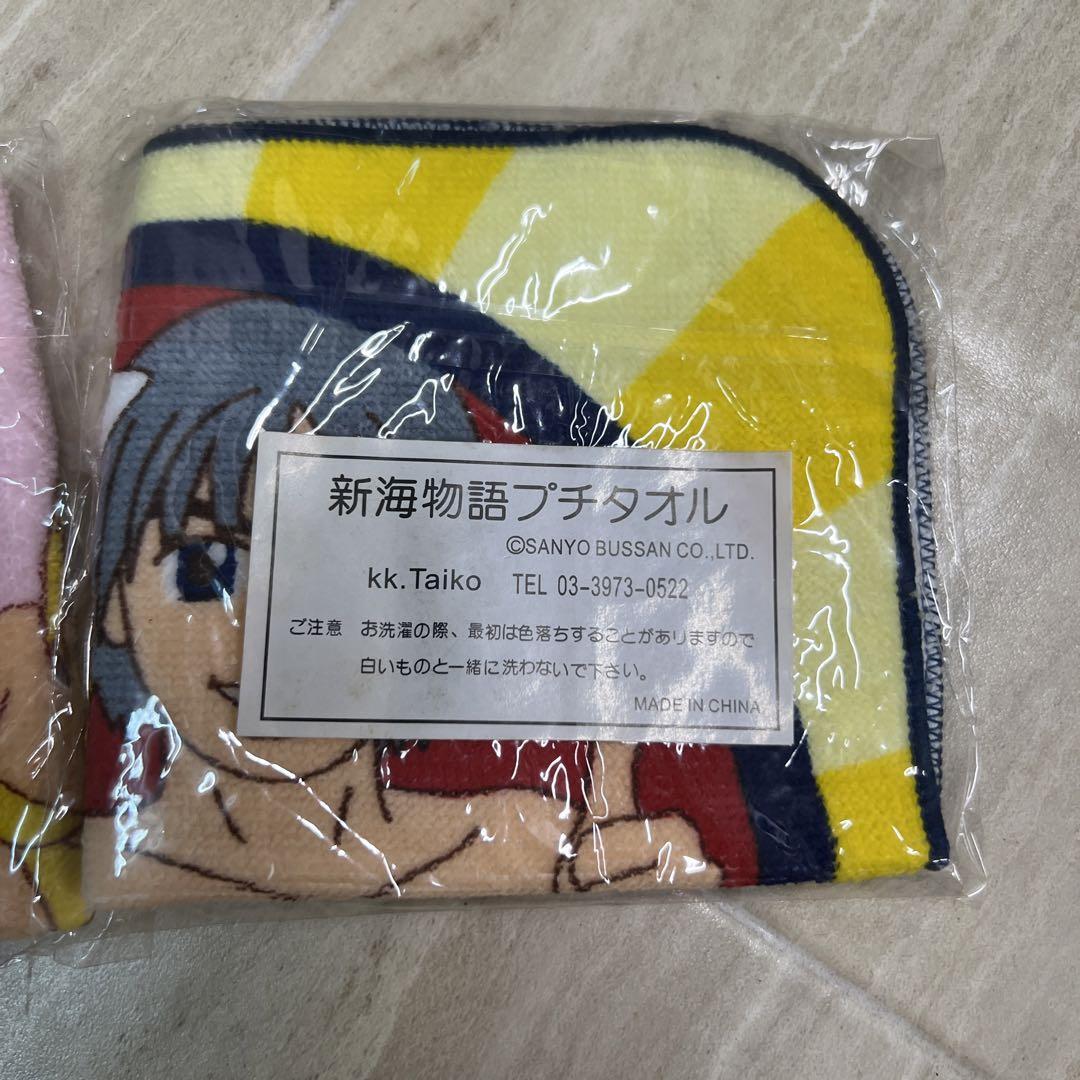 新海物語プチタオル
©SANYO BUSSAN CO.,LTD.
kk.Taiko TEL 03-3973-0522
ご注意 お洗濯の際、最初は色落ちすることがありますので
白いものと一緒に洗わないで下さい。
MADE IN CHINA